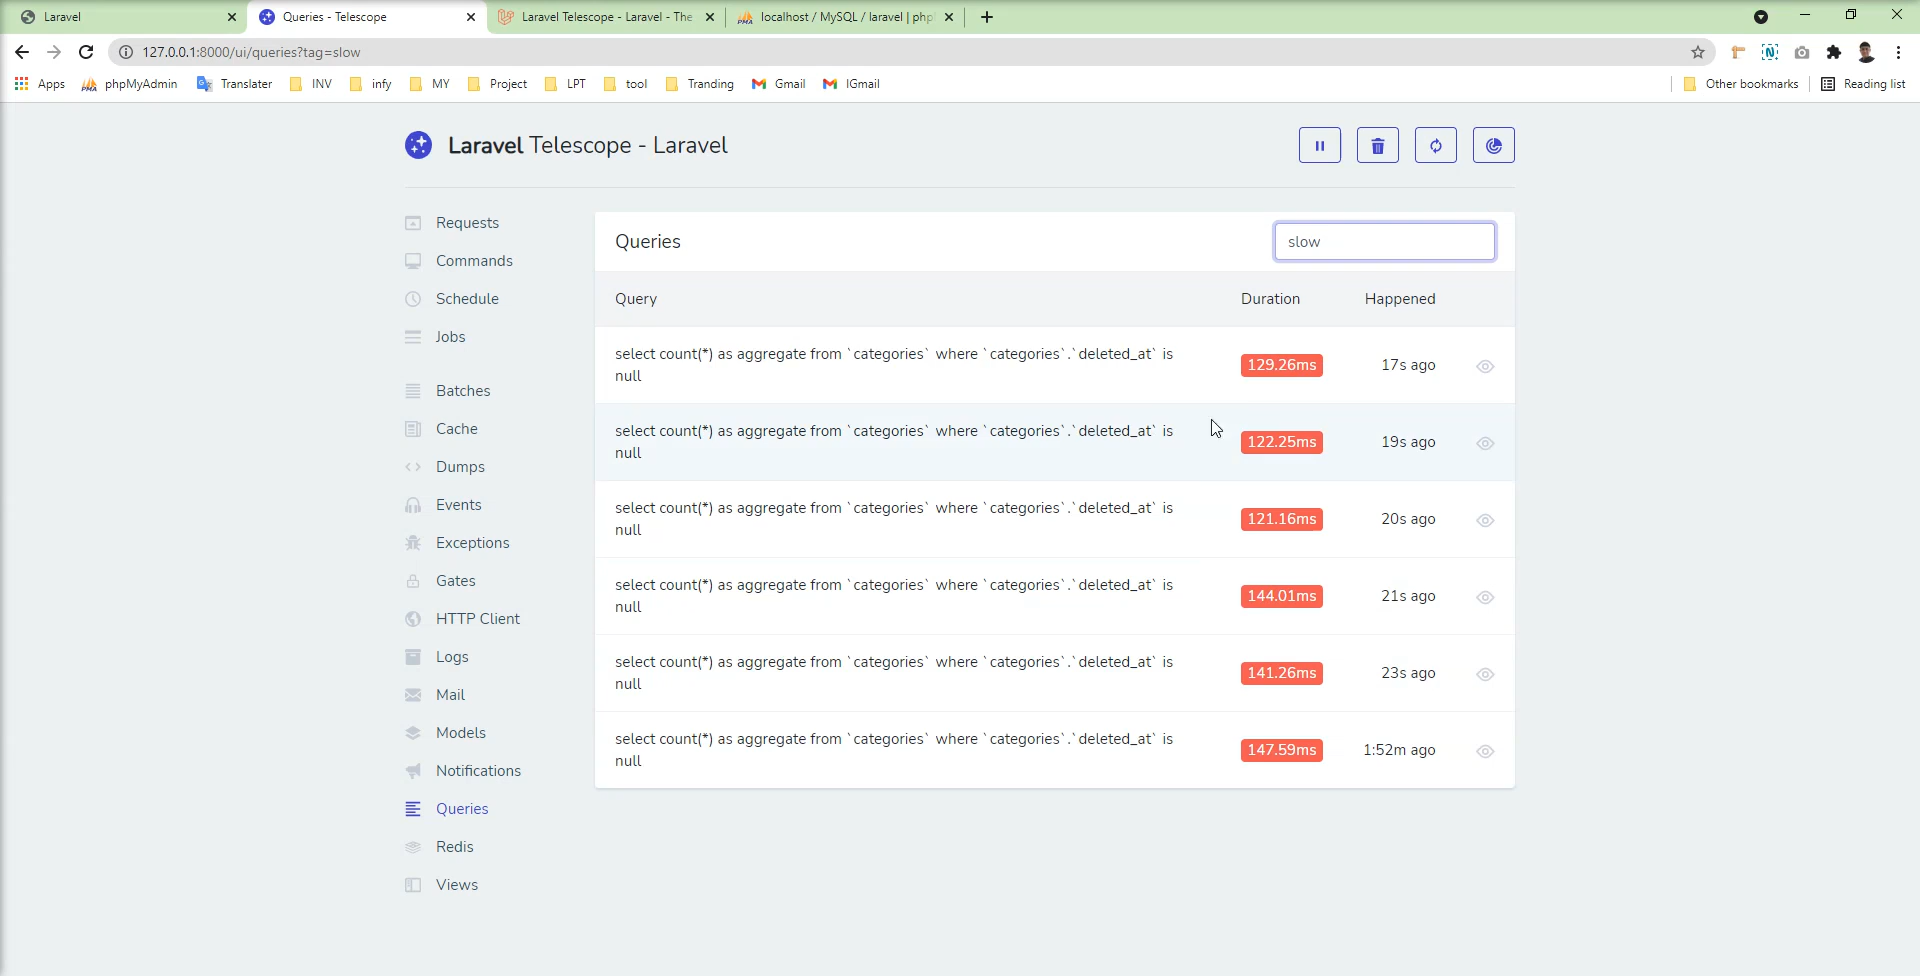 Laravel
Queries - Telescope
Laravel Telescope - Laravel - The
localhost / MySQL / laravel | php
127.0.0.1:8000/ui/queries?tag=slow
Apps
phpMyAdmin
Translater
INV
infy
MY
Project
LPT
tool
Tranding
Gmail
IGmail
Other bookmarks
Reading list
Laravel Telescope - Laravel
Requests
Commands
Schedule
Jobs
Batches
Cache
Dumps
Events
Exceptions
Gates
HTTP Client
Logs
Mail
Models
Notifications
Queries
Redis
Views
Queries
slow
Query Duration Happened
select count(*) as aggregate from `categories` where `categories`.`deleted_at` is
null
129.26ms 17s ago
select count(*) as aggregate from `categories` where `categories`.`deleted_at` is
null
122.25ms 19s ago
select count(*) as aggregate from `categories` where `categories`.`deleted_at` is
null
121.16ms 20s ago
select count(*) as aggregate from `categories` where `categories`.`deleted_at` is
null
144.01ms 21s ago
select count(*) as aggregate from `categories` where `categories`.`deleted_at` is
null
141.26ms 23s ago
select count(*) as aggregate from `categories` where `categories`.`deleted_at` is
null
147.59ms 1:52m ago